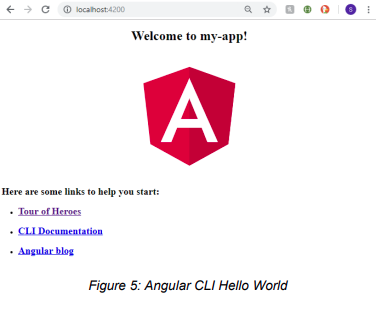 localhost:4200
S
Welcome to my-app!
A
Here are some links to help you start:
Tour of Heroes
CLI Documentation
Angular blog
Figure 5: Angular CLI Hello World